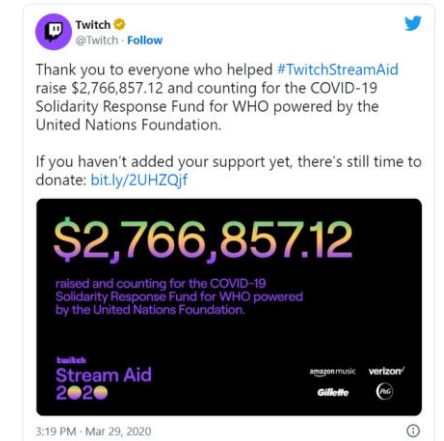 Twitch
@Twitch · Follow
Thank you to everyone who helped #TwitchStreamAid
raise $2,766,857.12 and counting for the COVID-19
Solidarity Response Fund for WHO powered by the
United Nations Foundation.
If you haven't added your support yet, there's still time to
donate: bit.ly/2UHZQjf
$2,766,857.12
raised and counting for the COVID-19
Solidarity Response Fund for WHO powered
by the United Nations Foundation.
twitch
Stream Aid
2020
amazon music verizon✓
Gillette P&G
3:19 PM · Mar 29, 2020